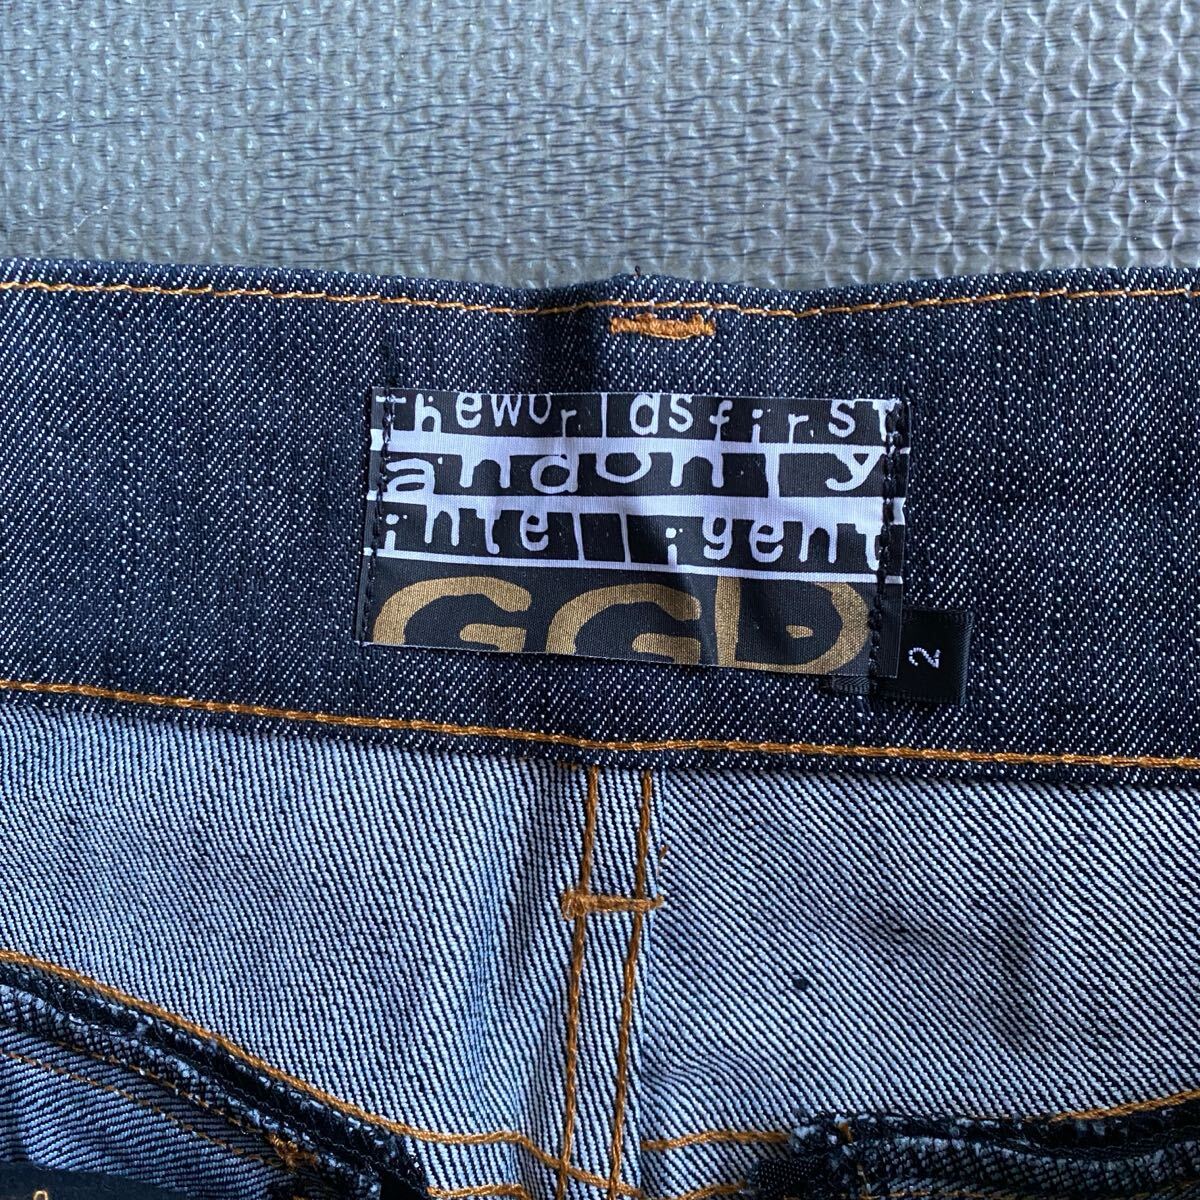 theworldsfirst
andonly
intelligent
GGD
2